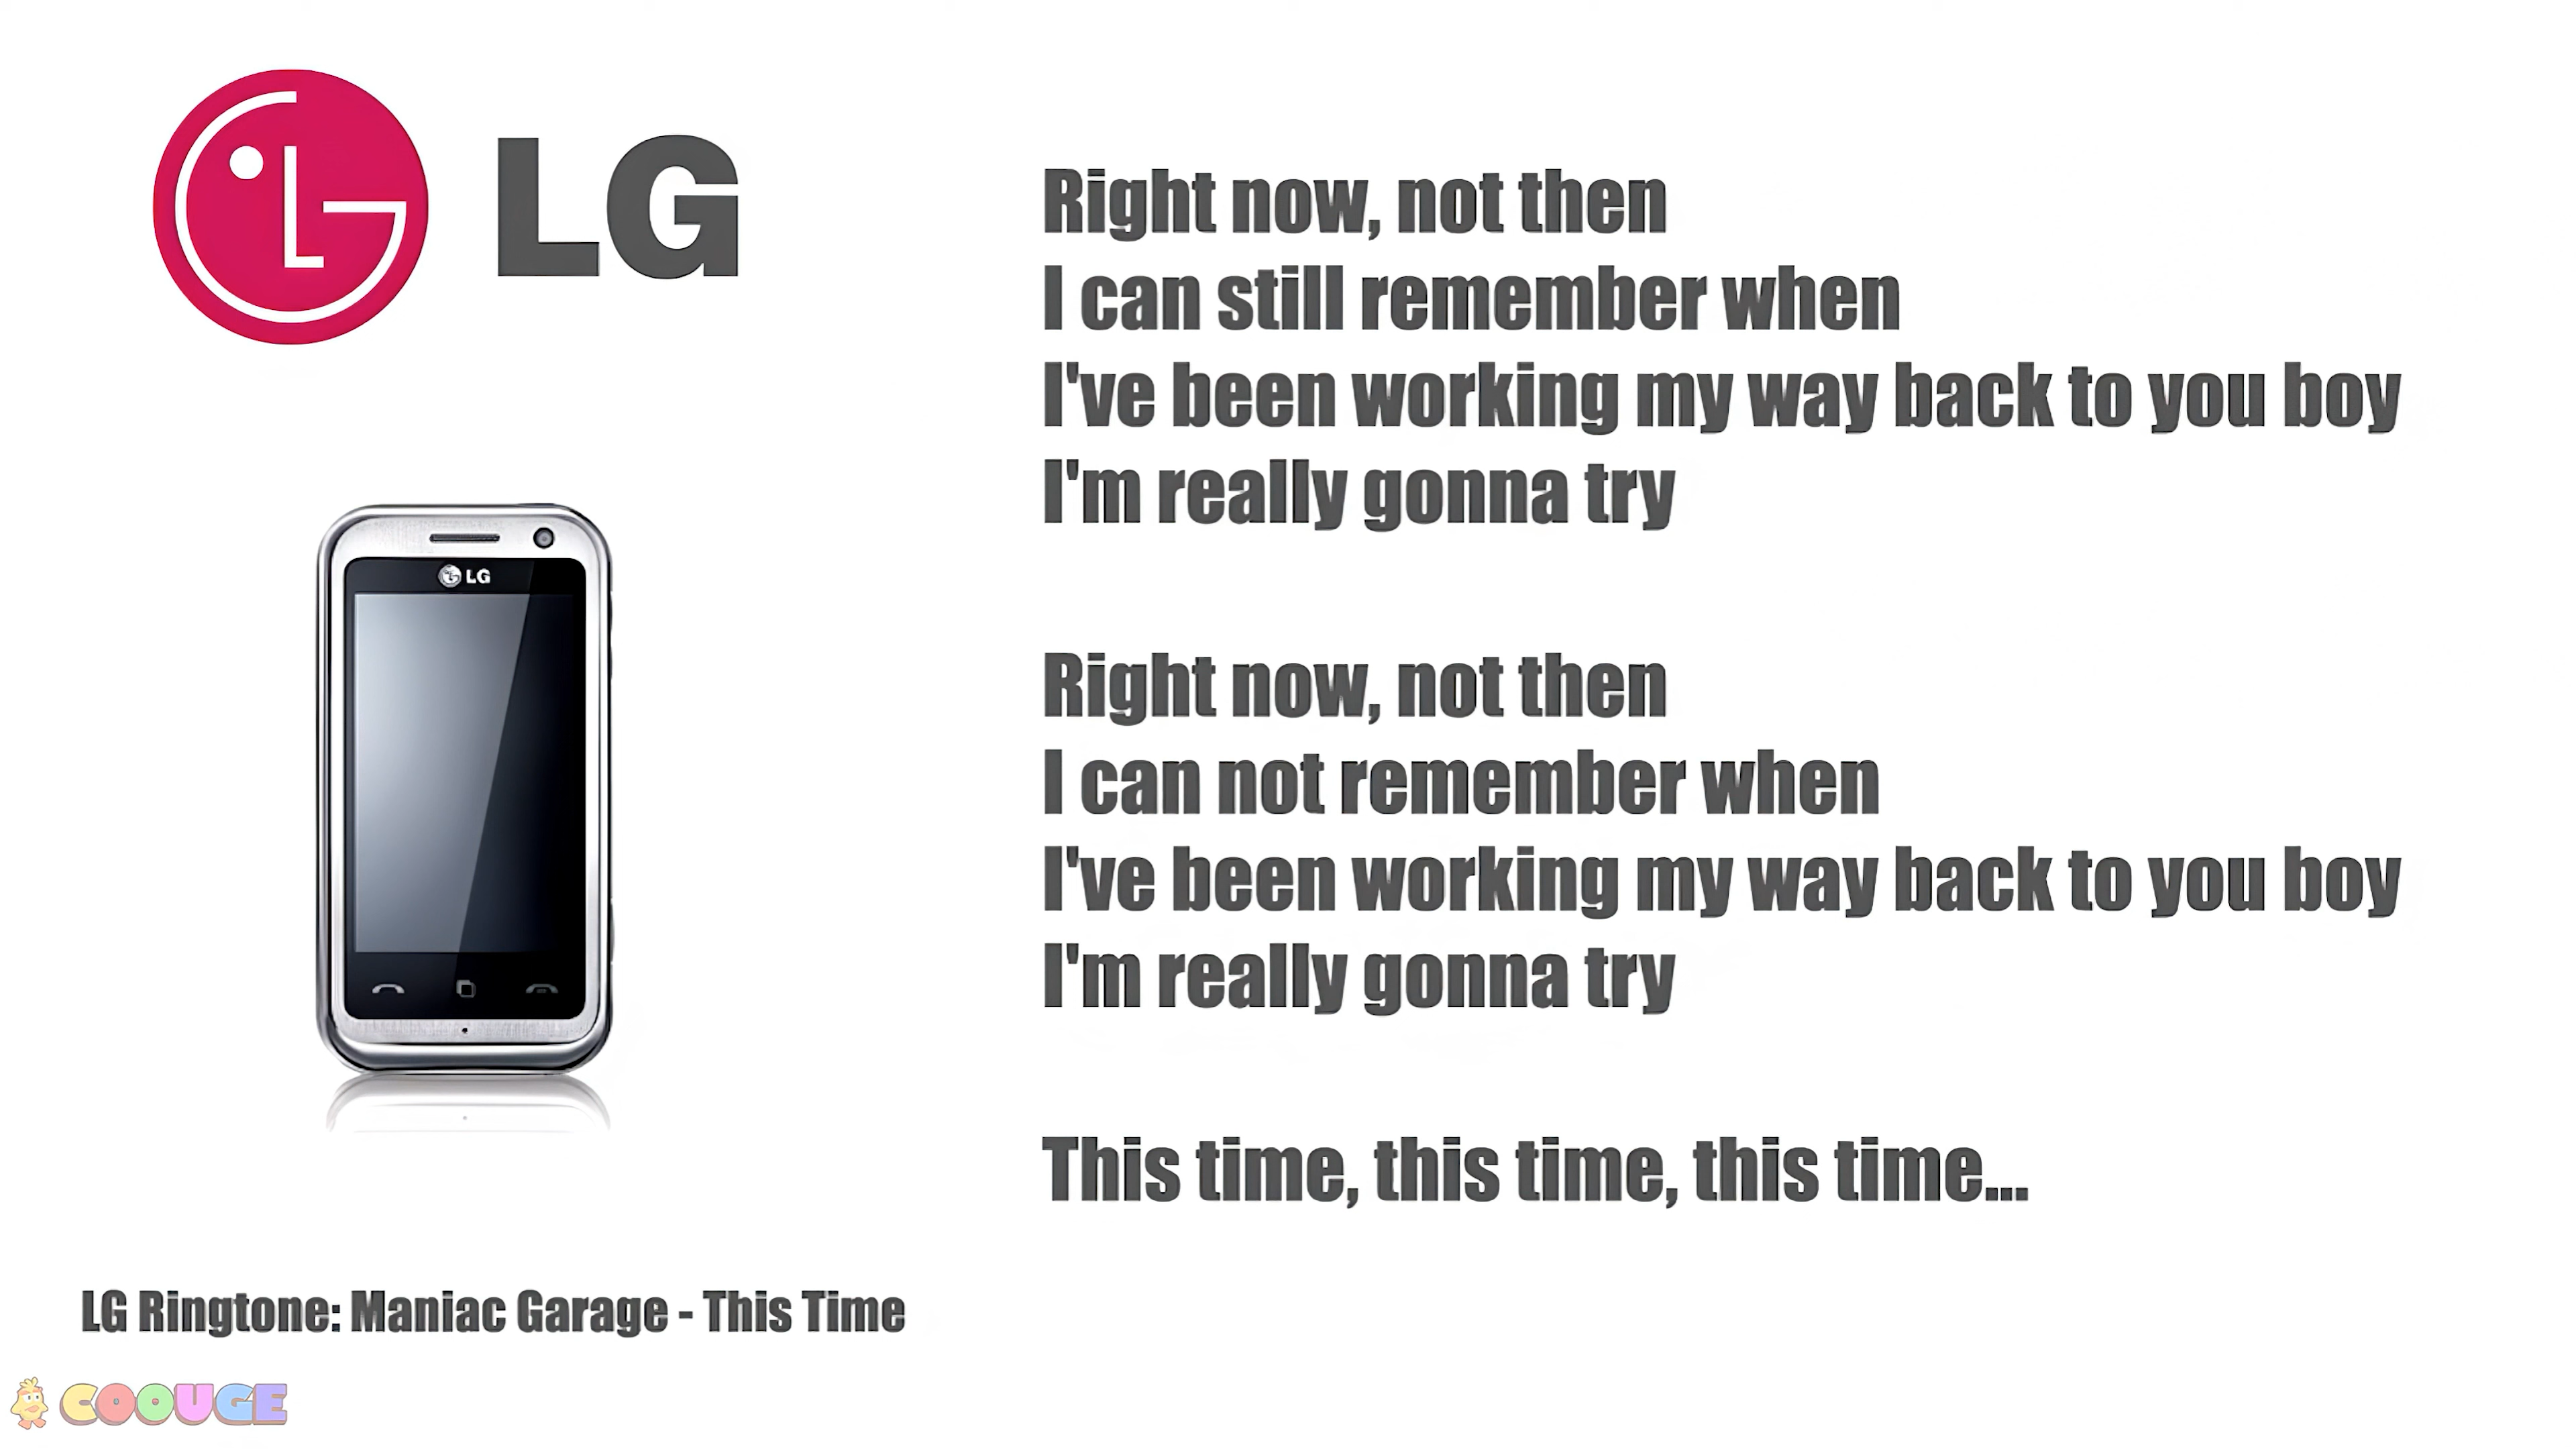 LG
Right now, not then
I can still remember when
I've been working my way back to you boy
I'm really gonna try
LG
Right now, not then
I can not remember when
I've been working my way back to you boy
I'm really gonna try
This time, this time, this time...
LG Ringtone: Maniac Garage - This Time
COOUGE